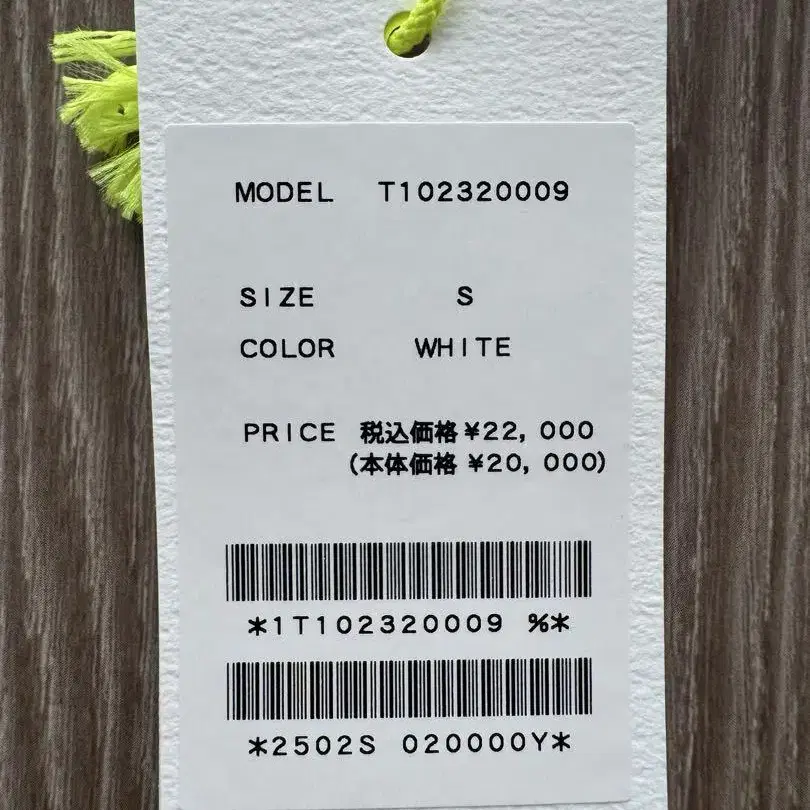 MODEL T102320009
SIZE S
COLOR WHITE
PRICE 税込価格 ¥22, 000
(本体価格 ¥20, 000)
*1T102320009 %*
*2502S 020000Y*